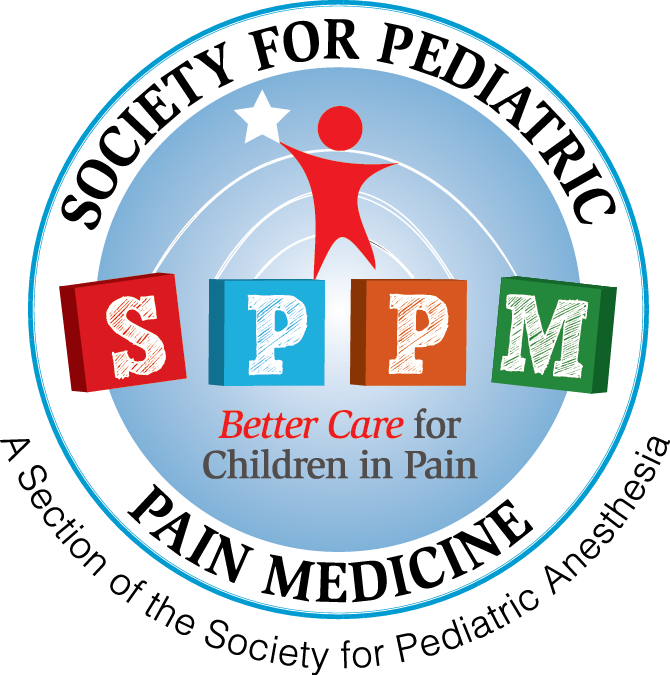 SOCIETY FOR PEDIATRIC
SPPM
Better Care for
Children in Pain
PAIN MEDICINE
A Section of the Society for Pediatric Anesthesia